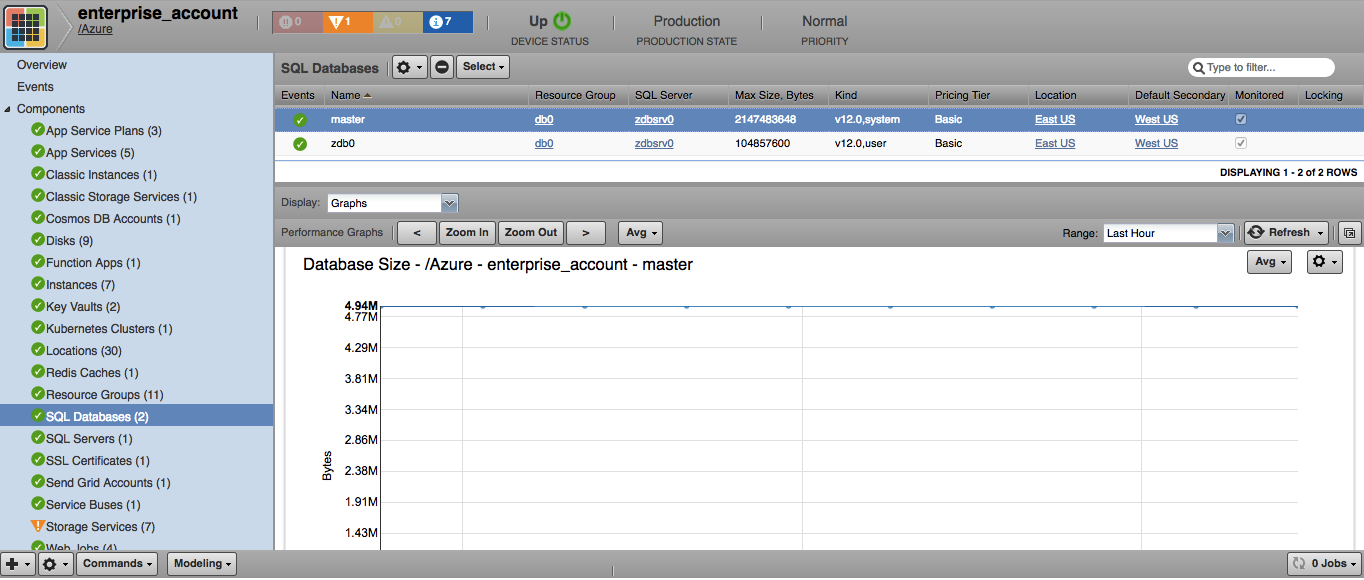 enterprise_account
/Azure
0 1 0 7
Up
DEVICE STATUS
Production
PRODUCTION STATE
Normal
PRIORITY
Overview
Events
Components
App Service Plans (3)
App Services (5)
Classic Instances (1)
Classic Storage Services (1)
Cosmos DB Accounts (1)
Disks (9)
Function Apps (1)
Instances (7)
Key Vaults (2)
Kubernetes Clusters (1)
Locations (30)
Redis Caches (1)
Resource Groups (11)
SQL Databases (2)
SQL Servers (1)
SSL Certificates (1)
Send Grid Accounts (1)
Service Buses (1)
Storage Services (7)
Web Jobs (4)
SQL Databases Select Type to filter...
Events Name Resource Group SQL Server Max Size, Bytes Kind Pricing Tier Location Default Secondary Monitored Locking
master db0 zdbsrv0 2147483648 v12.0,system Basic East US West US
zdb0 db0 zdbsrv0 104857600 v12.0,user Basic East US West US
DISPLAYING 1 - 2 of 2 ROWS
Display: Graphs
Performance Graphs < Zoom In Zoom Out > Avg Range: Last Hour Refresh
Database Size - /Azure - enterprise_account - master Avg
4.94M
4.77M
4.29M
3.81M
3.34M
2.86M
2.38M
1.91M
1.43M
Bytes
Commands Modeling 0 Jobs